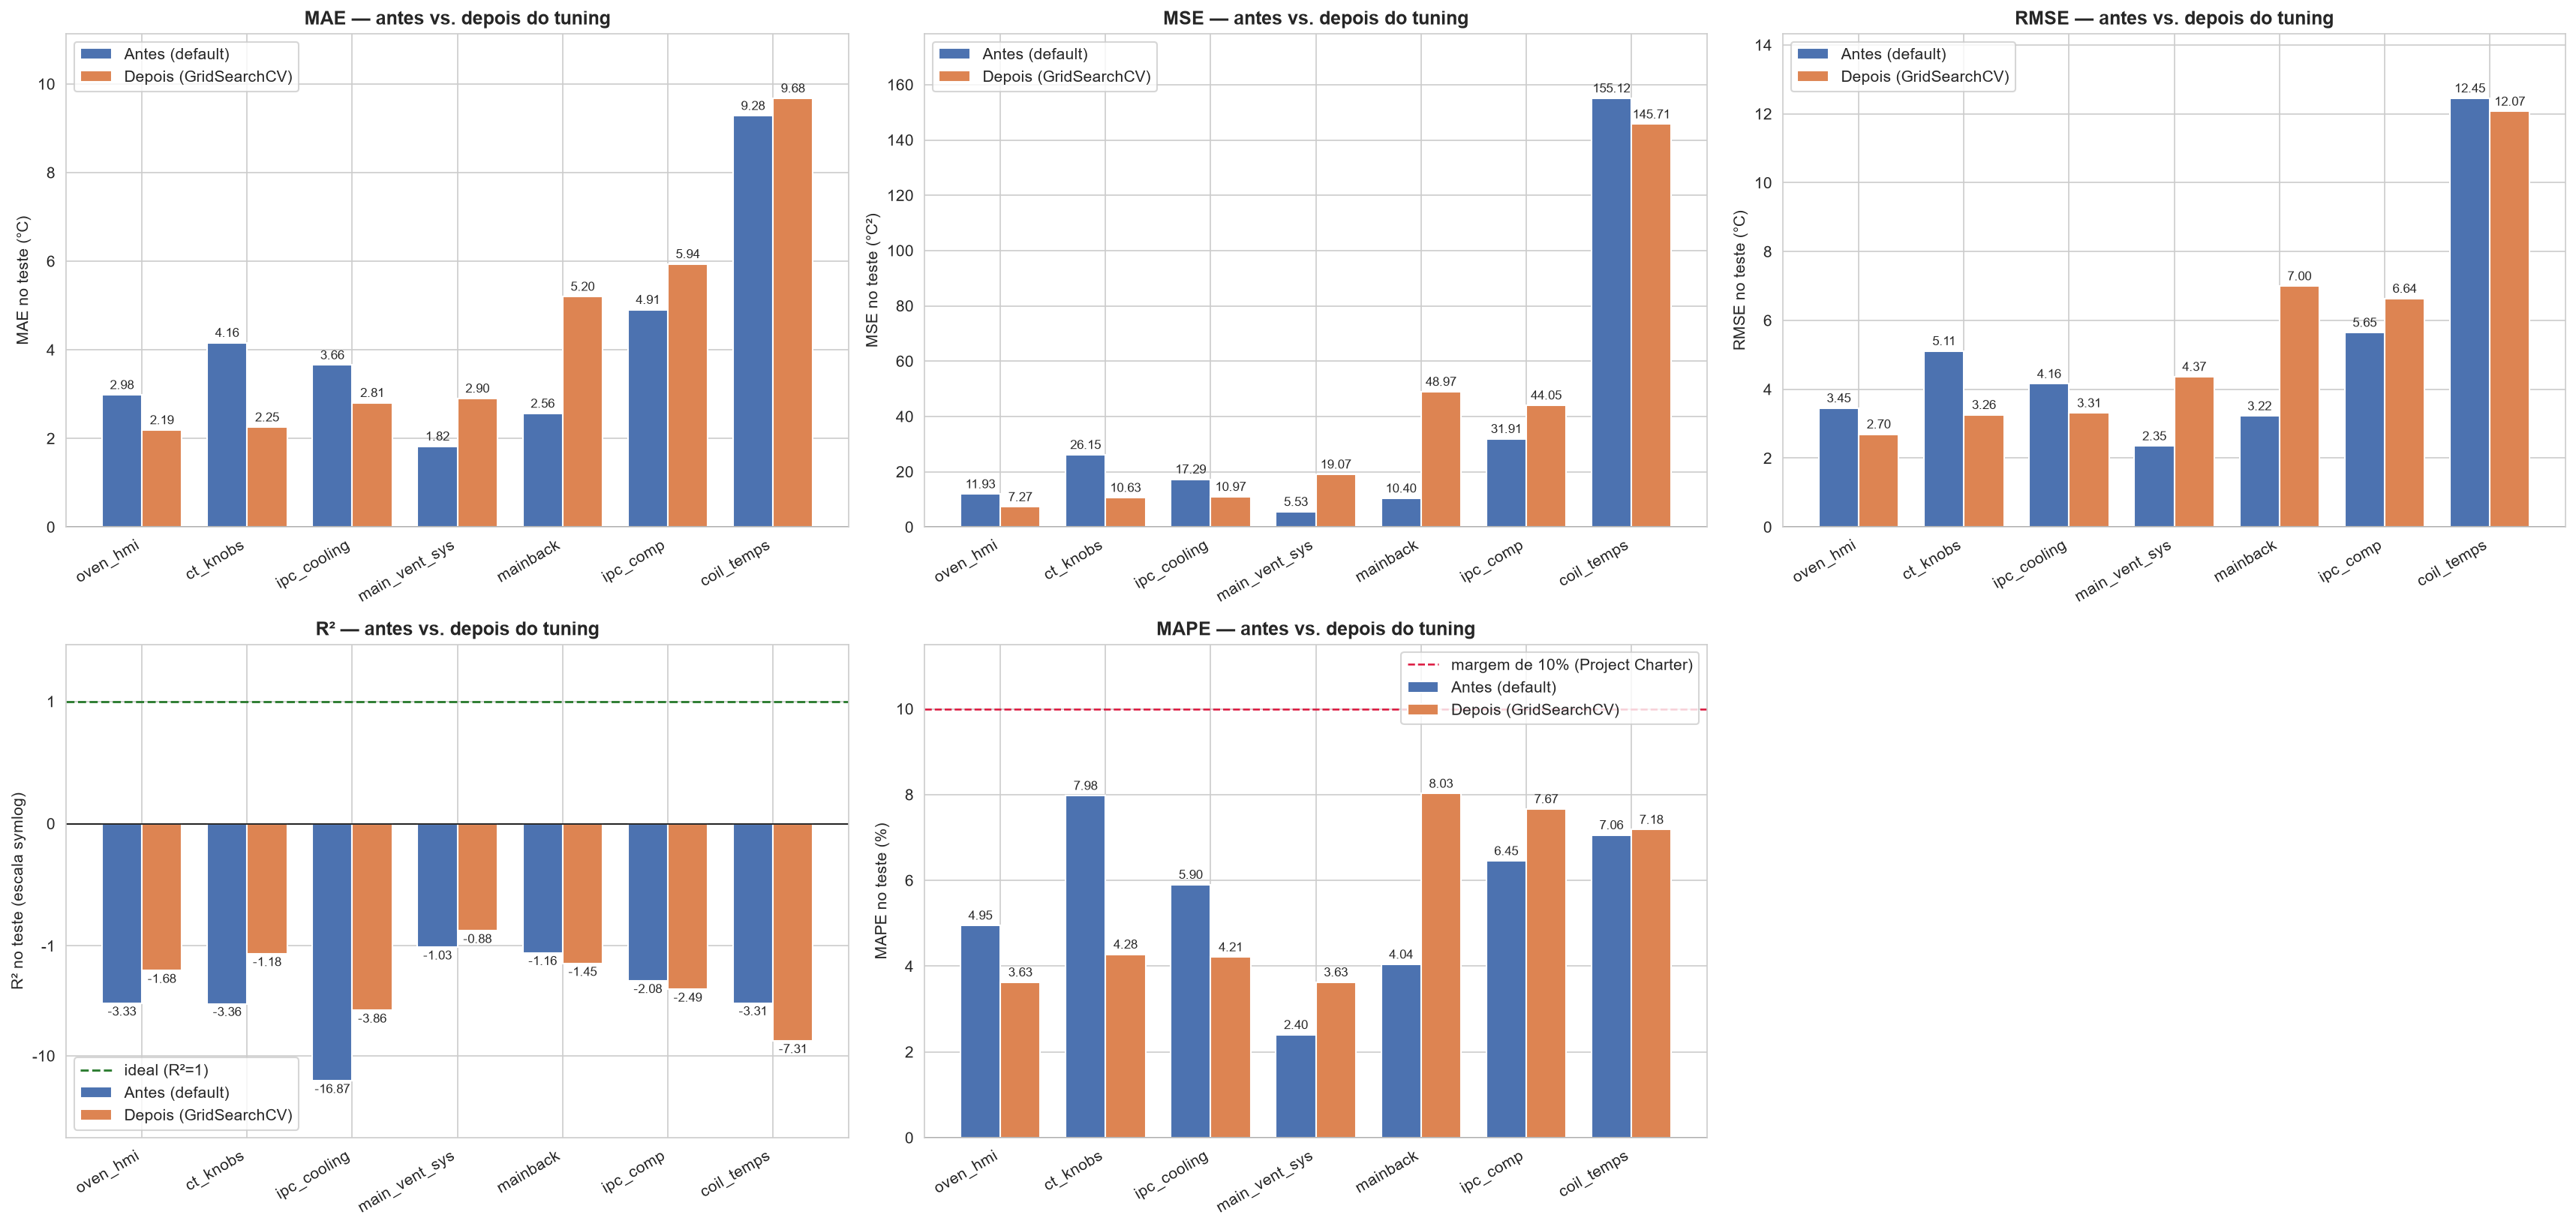 MAE — antes vs. depois do tuning
Antes (default)
Depois (GridSearchCV)
MAE no teste (°C)
10
8
6
4
2
0
2.98
2.19
4.16
2.25
3.66
2.81
1.82
2.90
2.56
5.20
4.91
5.94
9.28
9.68
oven_hmi
ct_knobs
ipc_cooling
main_vent_sys
mainback
ipc_comp
coil_temps
MSE — antes vs. depois do tuning
Antes (default)
Depois (GridSearchCV)
MSE no teste (°C²)
160
140
120
100
80
60
40
20
0
11.93
7.27
26.15
10.63
17.29
10.97
5.53
19.07
10.40
48.97
31.91
44.05
155.12
145.71
oven_hmi
ct_knobs
ipc_cooling
main_vent_sys
mainback
ipc_comp
coil_temps
RMSE — antes vs. depois do tuning
Antes (default)
Depois (GridSearchCV)
RMSE no teste (°C)
14
12
10
8
6
4
2
0
3.45
2.70
5.11
3.26
4.16
3.31
2.35
4.37
3.22
7.00
5.65
6.64
12.45
12.07
oven_hmi
ct_knobs
ipc_cooling
main_vent_sys
mainback
ipc_comp
coil_temps
R² — antes vs. depois do tuning
R² no teste (escala symlog)
1
0
-1
-10
-3.33
-1.68
-3.36
-1.18
-16.87
-3.86
-1.03
-0.88
-1.16
-1.45
-2.08
-2.49
-3.31
-7.31
ideal (R²=1)
Antes (default)
Depois (GridSearchCV)
oven_hmi
ct_knobs
ipc_cooling
main_vent_sys
mainback
ipc_comp
coil_temps
MAPE — antes vs. depois do tuning
margem de 10% (Project Charter)
Antes (default)
Depois (GridSearchCV)
MAPE no teste (%)
10
8
6
4
2
0
4.95
3.63
7.98
4.28
5.90
4.21
2.40
3.63
4.04
8.03
6.45
7.67
7.06
7.18
oven_hmi
ct_knobs
ipc_cooling
main_vent_sys
mainback
ipc_comp
coil_temps